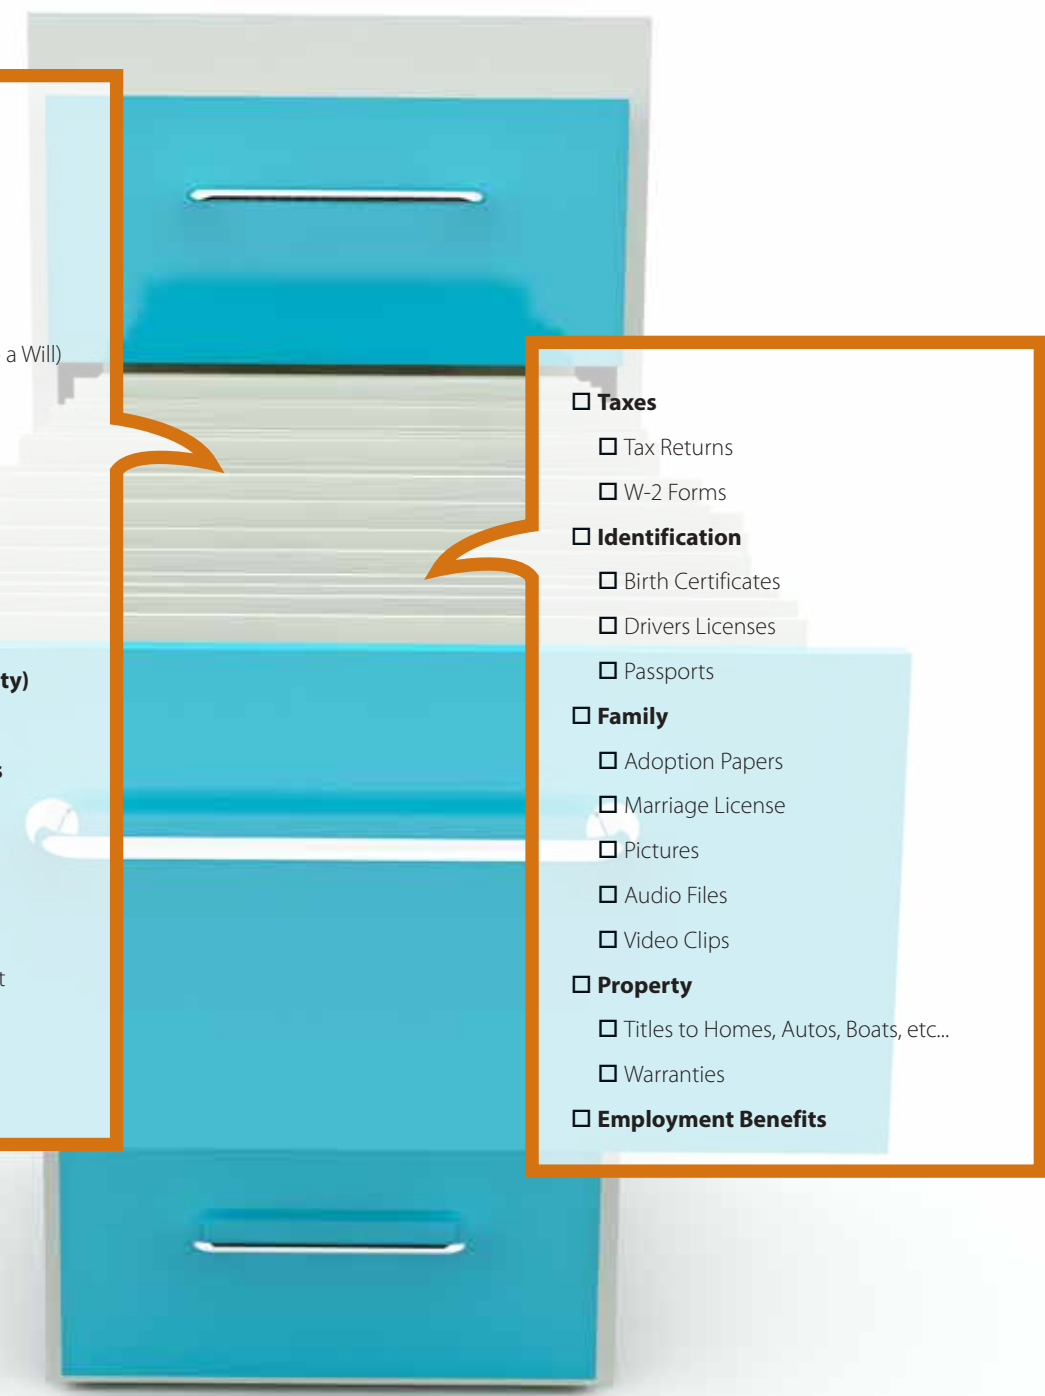 a Will)
ty)
s
t
☐ Taxes
☐ Tax Returns
☐ W-2 Forms
☐ Identification
☐ Birth Certificates
☐ Drivers Licenses
☐ Passports
☐ Family
☐ Adoption Papers
☐ Marriage License
☐ Pictures
☐ Audio Files
☐ Video Clips
☐ Property
☐ Titles to Homes, Autos, Boats, etc...
☐ Warranties
☐ Employment Benefits